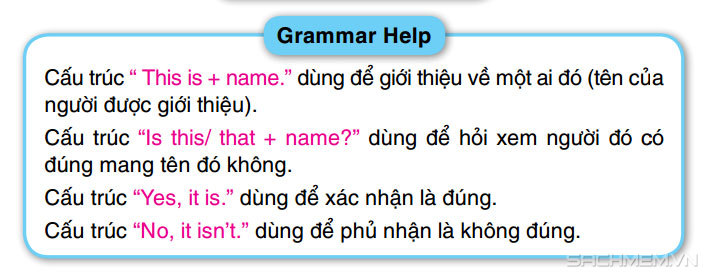 Grammar Help
Cấu trúc “ This is + name.” dùng để giới thiệu về một ai đó (tên của
người được giới thiệu).
Cấu trúc “Is this/ that + name?” dùng để hỏi xem người đó có
đúng mang tên đó không.
Cấu trúc “Yes, it is.” dùng để xác nhận là đúng.
Cấu trúc “No, it isn’t.” dùng để phủ nhận là không đúng.
SACHMEM.VN